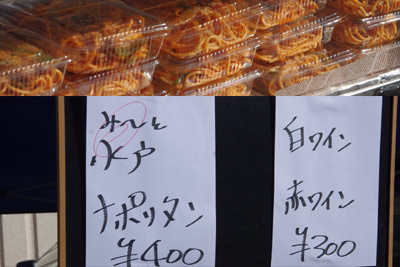 みーと
水戸
ナポリタン
¥400
白ワイン
赤ワイン
¥300